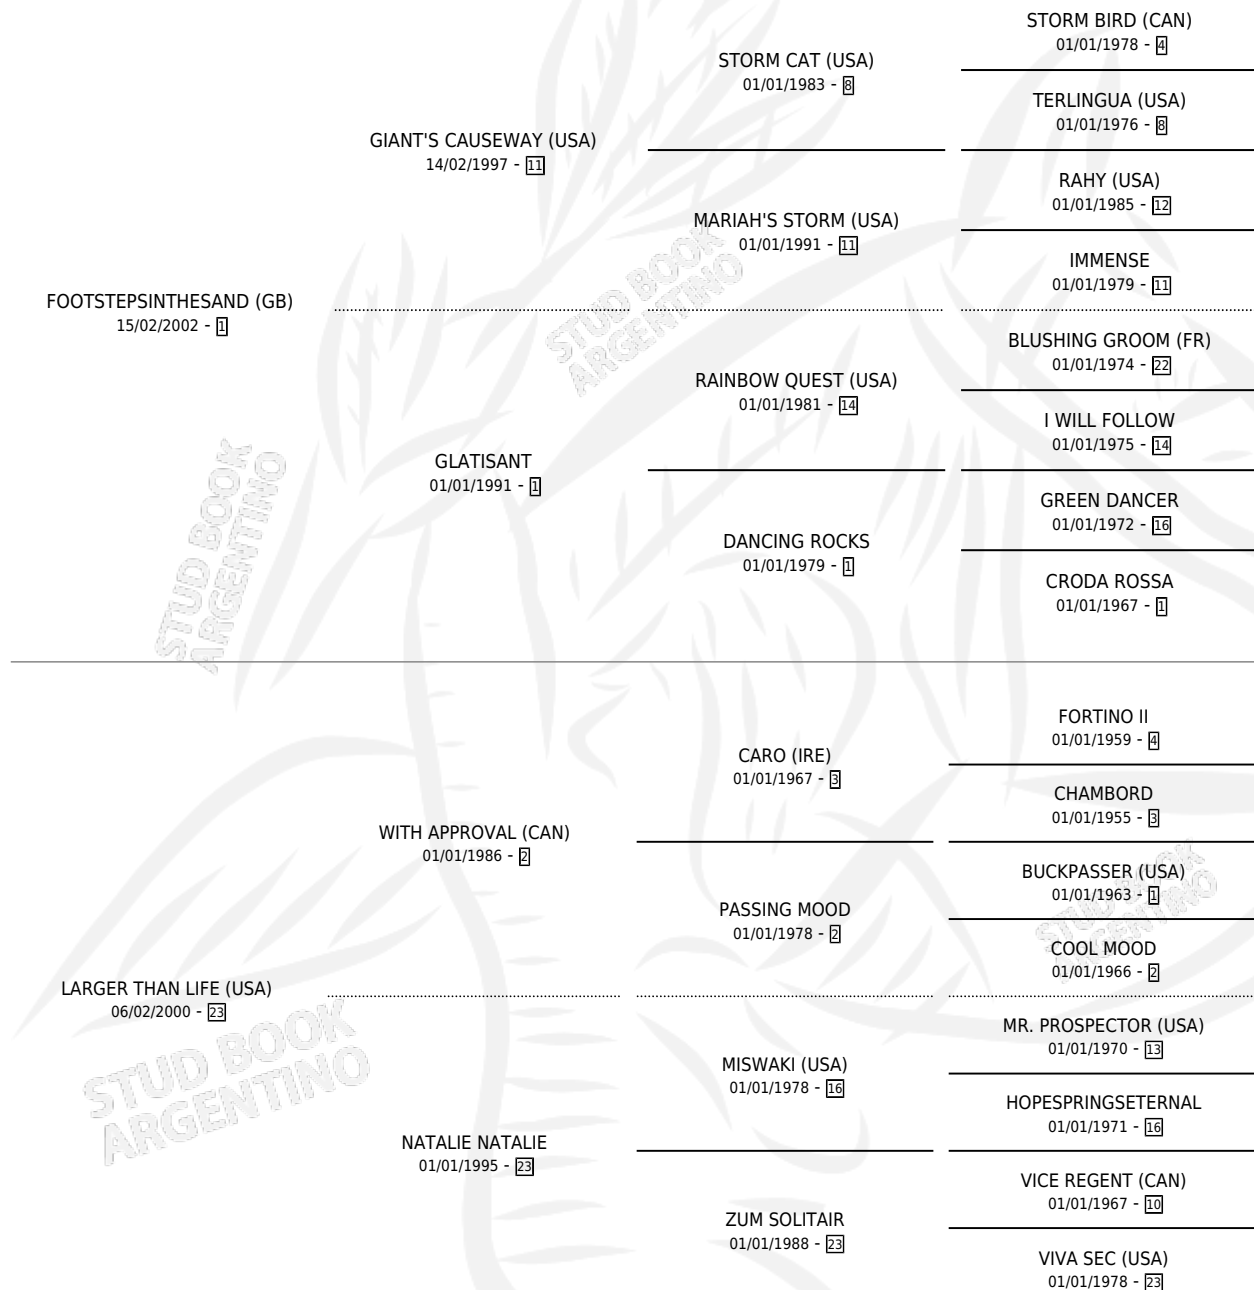 STORM BIRD (CAN)
01/01/1978 - 4
STORM CAT (USA)
01/01/1983 - 8
TERLINGUA (USA)
01/01/1976 - 8
GIANT'S CAUSEWAY (USA)
14/02/1997 - 11
RAHY (USA)
01/01/1985 - 12
MARIAH'S STORM (USA)
01/01/1991 - 11
IMMENSE
01/01/1979 - 11
FOOTSTEPSINTHESAND (GB)
15/02/2002 - 1
BLUSHING GROOM (FR)
01/01/1974 - 22
RAINBOW QUEST (USA)
01/01/1981 - 14
I WILL FOLLOW
01/01/1975 - 14
GLATISANT
01/01/1991 - 1
GREEN DANCER
01/01/1972 - 16
DANCING ROCKS
01/01/1979 - 1
CRODA ROSSA
01/01/1967 - 1
FORTINO II
01/01/1959 - 4
CARO (IRE)
01/01/1967 - 3
CHAMBORD
01/01/1955 - 3
WITH APPROVAL (CAN)
01/01/1986 - 2
BUCKPASSER (USA)
01/01/1963 - 1
PASSING MOOD
01/01/1978 - 2
COOL MOOD
01/01/1966 - 2
LARGER THAN LIFE (USA)
06/02/2000 - 23
MR. PROSPECTOR (USA)
01/01/1970 - 13
MISWAKI (USA)
01/01/1978 - 16
HOPESPRINGSETERNAL
01/01/1971 - 16
NATALIE NATALIE
01/01/1995 - 23
VICE REGENT (CAN)
01/01/1967 - 10
ZUM SOLITAIR
01/01/1988 - 23
VIVA SEC (USA)
01/01/1978 - 23
STUD BOOK
ARGENTINO
STUD BOOK
ARGENTINO
STUD BOOK
ARGENTINO
STUD BOOK
ARGENTINO